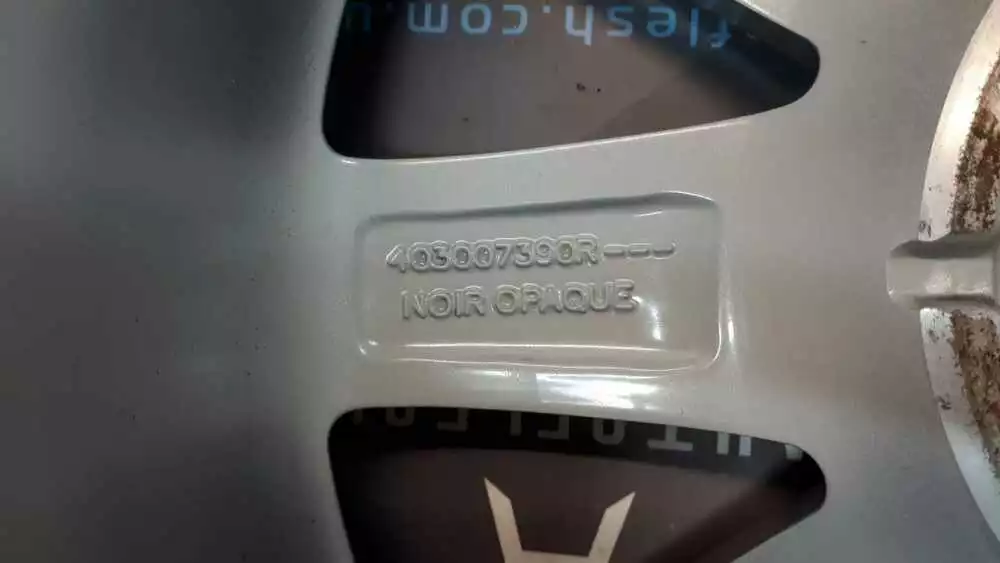 flesh.com.u
403007390R---
NOIR OPAQUE